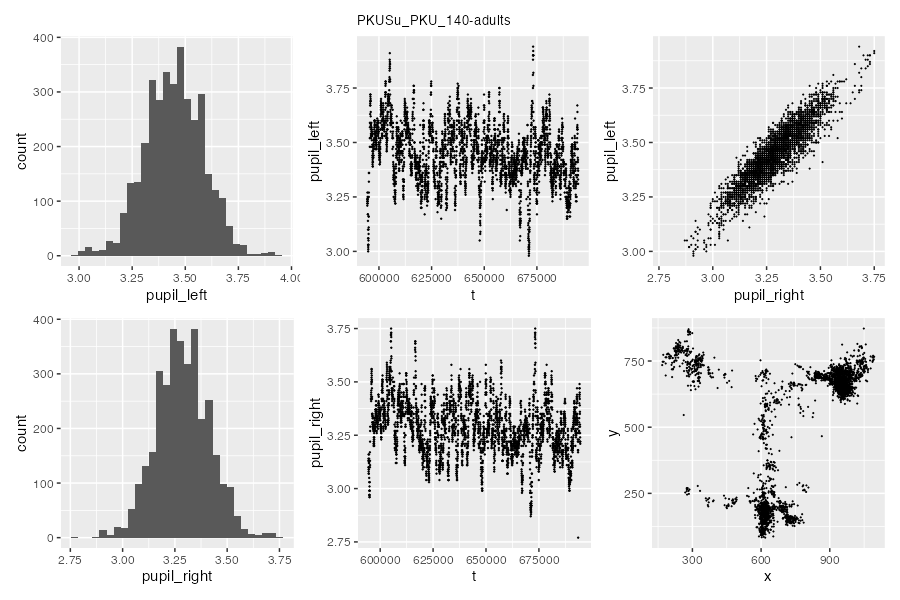 PKUSu_PKU_140-adults
400
300
200
100
0
count
3.00 3.25 3.50 3.75 4.00
pupil_left
3.75
3.50
3.25
3.00
pupil_left
600000 625000 650000 675000
t
3.75
3.50
3.25
3.00
pupil_left
2.75 3.00 3.25 3.50 3.75
pupil_right
400
300
200
100
0
count
2.75 3.00 3.25 3.50 3.75
pupil_right
3.75
3.50
3.25
3.00
2.75
pupil_right
600000 625000 650000 675000
t
750
500
250
y
300 600 900
x